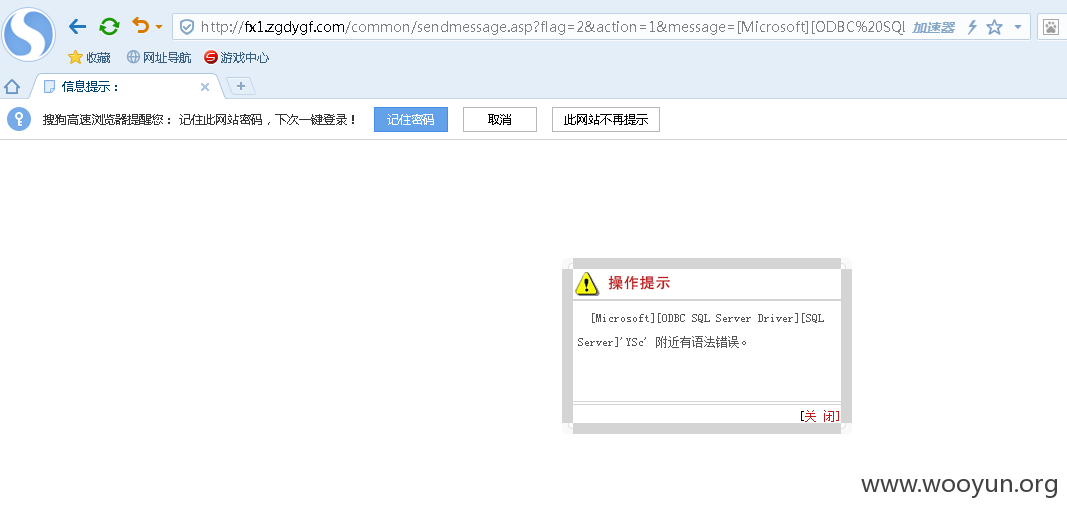 http://fx1.zgdygf.com/common/sendmessage.asp?flag=2&action=1&message=[Microsoft][ODBC%20SQL 加速器
收藏 网址导航 游戏中心
信息提示：
搜狗高速浏览器提醒您： 记住此网站密码，下次一键登录！ 记住密码 取消 此网站不再提示
操作提示
[Microsoft][ODBC SQL Server Driver][SQL
Server]'YSc' 附近有语法错误。
[关 闭]
www.wooyun.org